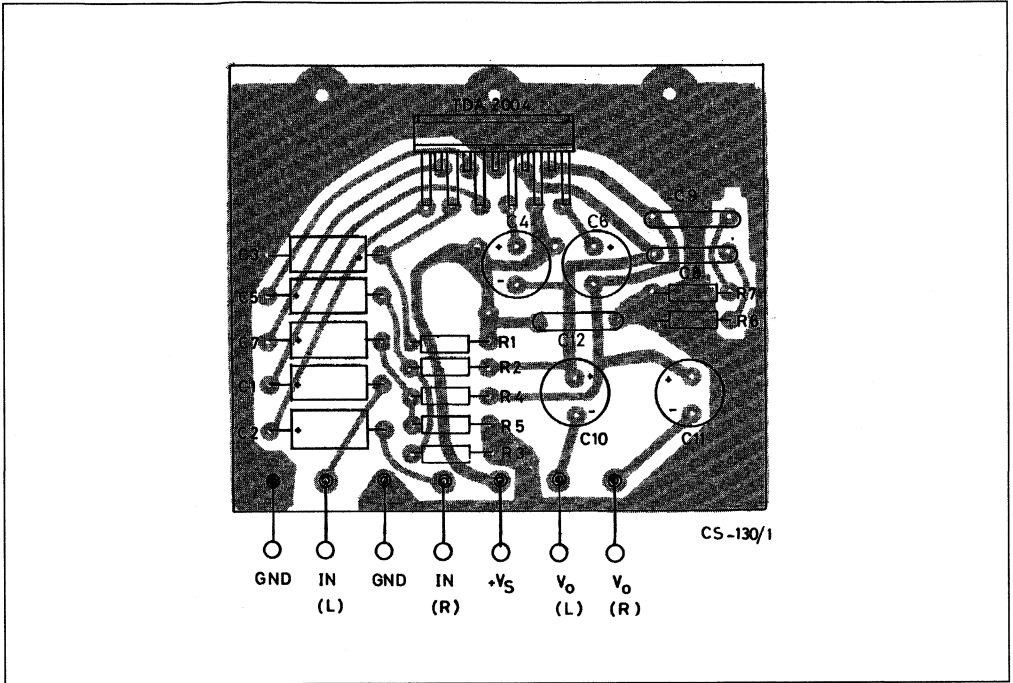 TDA 2004
C4
C6
C9
C3
C8
C5
R7
R6
C7
R1
C12
R2
C1
R4
C2
R5
C10
C11
R3
CS-130/1
GND IN GND IN +VS Vo Vo
(L) (R) (L) (R)